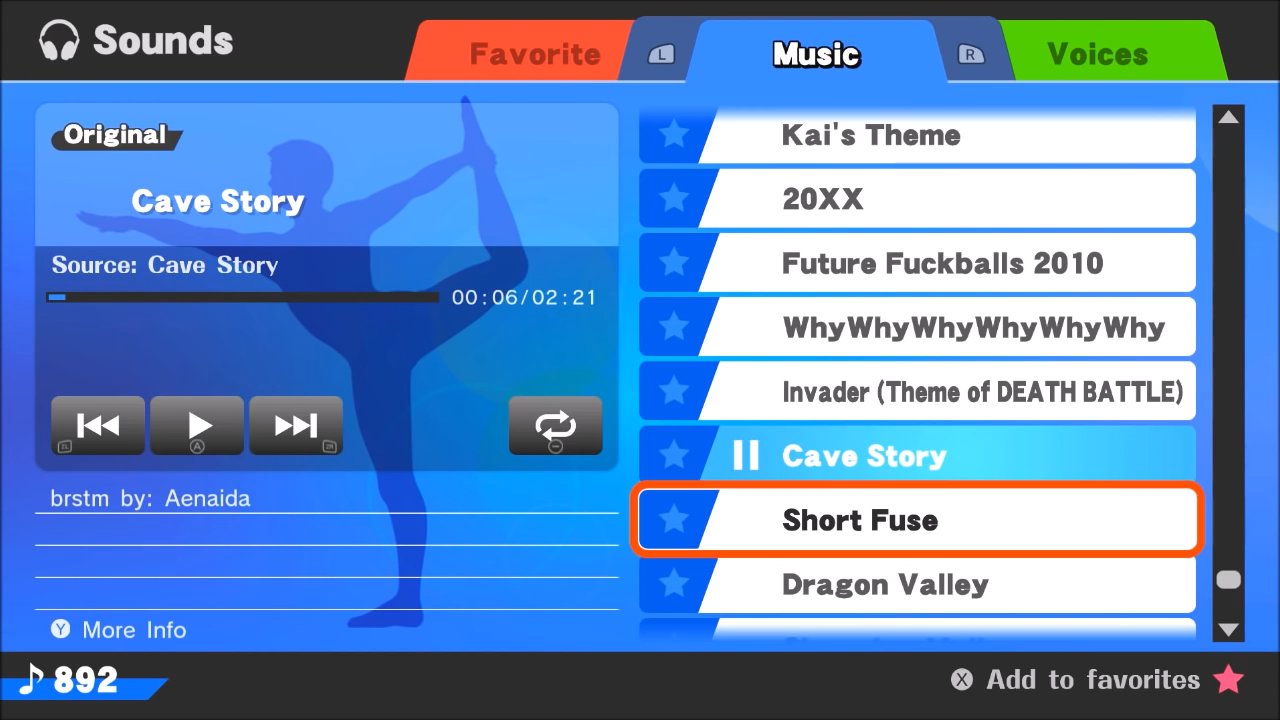 Sounds
Favorite
L
Music
R
Voices
Original
Cave Story
Source: Cave Story
00:06/02:21
ZL
A
ZR
brstm by: Aenaida
Y More Info
Kai's Theme
20XX
Future Fuckballs 2010
WhyWhyWhyWhyWhyWhy
Invader (Theme of DEATH BATTLE)
Cave Story
Short Fuse
Dragon Valley
892
X Add to favorites